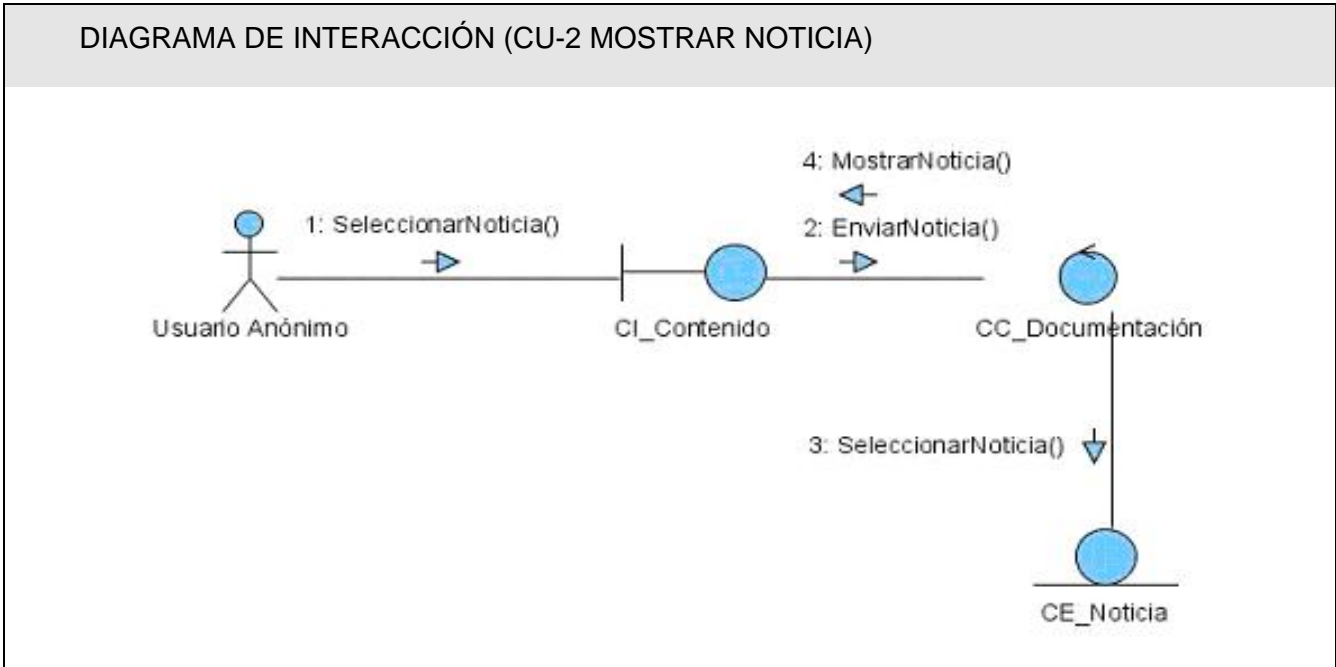 DIAGRAMA DE INTERACCIÓN (CU-2 MOSTRAR NOTICIA)
4: MostrarNoticia()
1: SeleccionarNoticia()
2: EnviarNoticia()
Usuario Anónimo
CI_Contenido
CC_Documentación
3: SeleccionarNoticia()
CE_Noticia